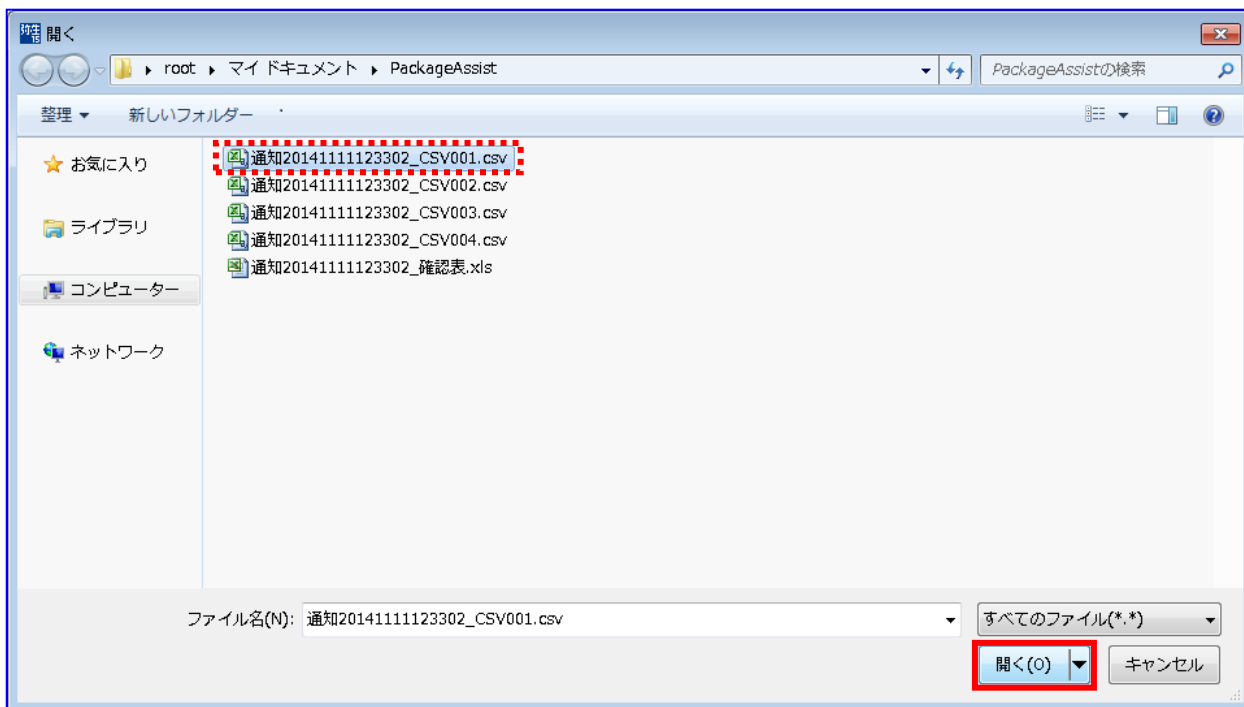 弥生 15 開く
root ▸ マイ ドキュメント ▸ PackageAssist
PackageAssistの検索
整理 ▼ 新しいフォルダー
お気に入り
ライブラリ
コンピューター
ネットワーク
通知20141111123302_CSV001.csv
通知20141111123302_CSV002.csv
通知20141111123302_CSV003.csv
通知20141111123302_CSV004.csv
通知20141111123302_確認表.xls
ファイル名(N): 通知20141111123302_CSV001.csv
すべてのファイル(*.*)
開く(O)
キャンセル